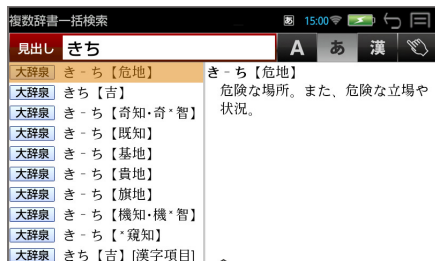 複数辞書一括検索 15:00
見出し きち A あ 漢
大辞泉 き‐ち【危地】
大辞泉 きち【吉】
大辞泉 き‐ち【奇知・奇×智】
大辞泉 き‐ち【既知】
大辞泉 き‐ち【基地】
大辞泉 き‐ち【貴地】
大辞泉 き‐ち【旗地】
大辞泉 き‐ち【機知・機×智】
大辞泉 き‐ち【×窺知】
大辞泉 きち【吉】[漢字項目]
き‐ち【危地】
危険な場所。また、危険な立場や
状況。